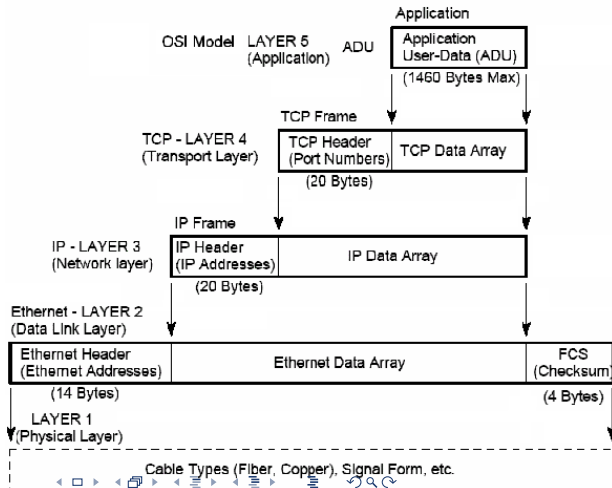 Application
OSI Model LAYER 5 ADU
(Application)
Application
User-Data (ADU)
(1460 Bytes Max)
TCP Frame
TCP - LAYER 4
(Transport Layer)
TCP Header
(Port Numbers)
TCP Data Array
(20 Bytes)
IP Frame
IP - LAYER 3
(Network layer)
IP Header
(IP Addresses)
IP Data Array
(20 Bytes)
Ethernet - LAYER 2
(Data Link Layer)
Ethernet Header
(Ethernet Addresses)
Ethernet Data Array
FCS
(Checksum)
(14 Bytes)
(4 Bytes)
LAYER 1
(Physical Layer)
Cable Types (Fiber, Copper), Signal Form, etc.